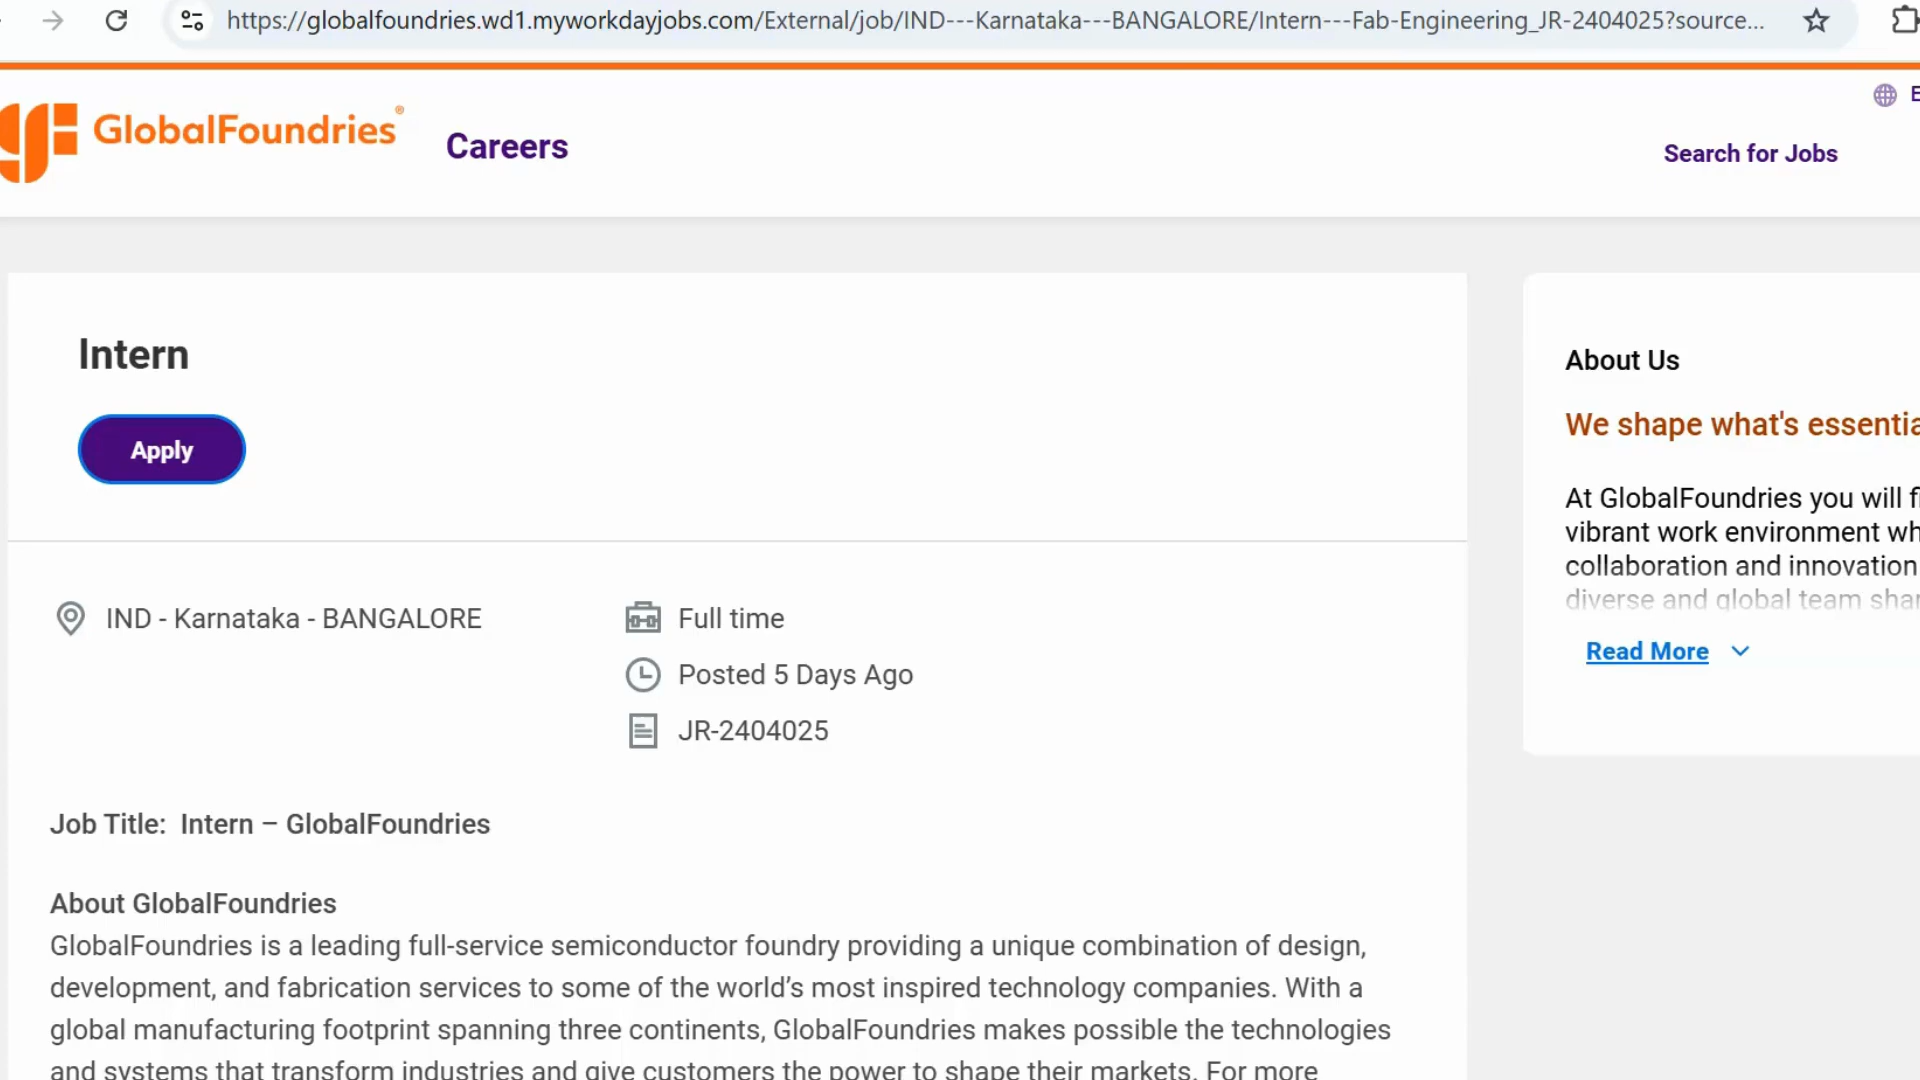 https://globalfoundries.wd1.myworkdayjobs.com/External/job/IND---Karnataka---BANGALORE/Intern---Fab-Engineering_JR-2404025?source...
GlobalFoundries®
Careers
Search for Jobs
Intern
Apply
IND - Karnataka - BANGALORE
Full time
Posted 5 Days Ago
JR-2404025
Job Title: Intern – GlobalFoundries
About GlobalFoundries
GlobalFoundries is a leading full-service semiconductor foundry providing a unique combination of design,
development, and fabrication services to some of the world’s most inspired technology companies. With a
global manufacturing footprint spanning three continents, GlobalFoundries makes possible the technologies
and systems that transform industries and give customers the power to shape their markets. For more
About Us
We shape what's
At GlobalFoundries you will
vibrant work environment
collaboration and innovation
diverse and global team
Read More